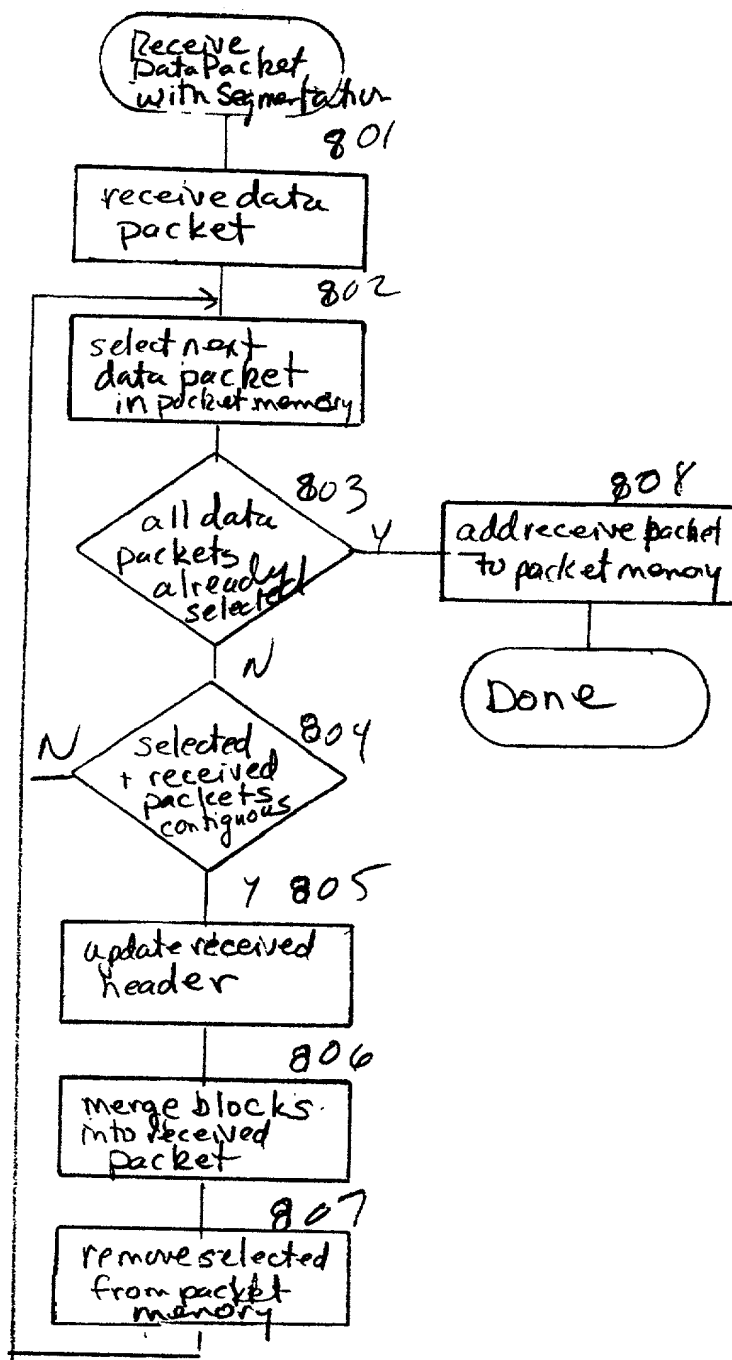 Receive
Data Packet
with Segmentation
801
receive data
packet
802
select next
data packet
in packet memory
803
all data
packets
already
selected
Y
808
add receive packet
to packet memory
Done
N
804
N
selected
+ received
packets
contiguous
Y 805
update received
header
806
merge blocks
into received
packet
807
remove selected
from packet
memory